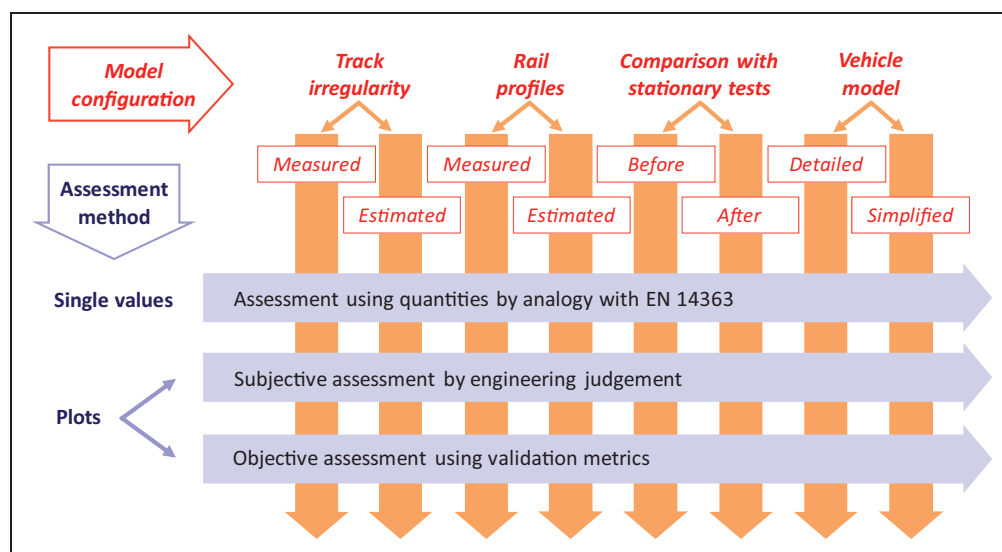 Model
configuration
Track
irregularity
Rail
profiles
Comparison with
stationary tests
Vehicle
model
Measured
Estimated
Measured
Estimated
Before
After
Detailed
Simplified
Assessment
method
Single values
Assessment using quantities by analogy with EN 14363
Plots
Subjective assessment by engineering judgement
Objective assessment using validation metrics